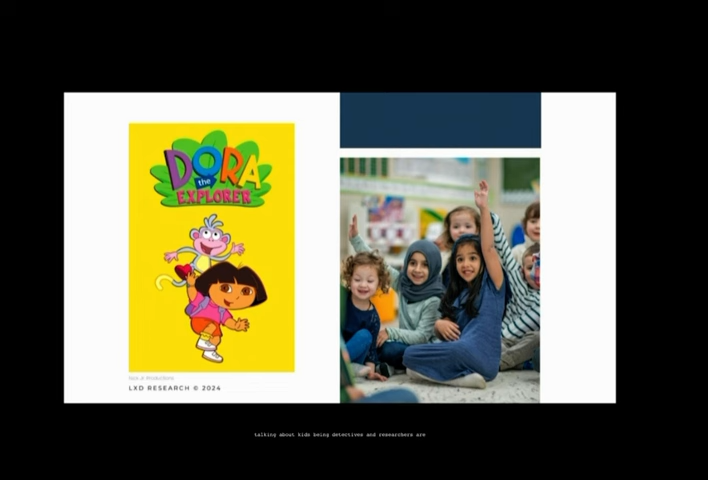 DORA
the
EXPLORER
LXD RESEARCH © 2024
talking about kids being detectives and researchers are